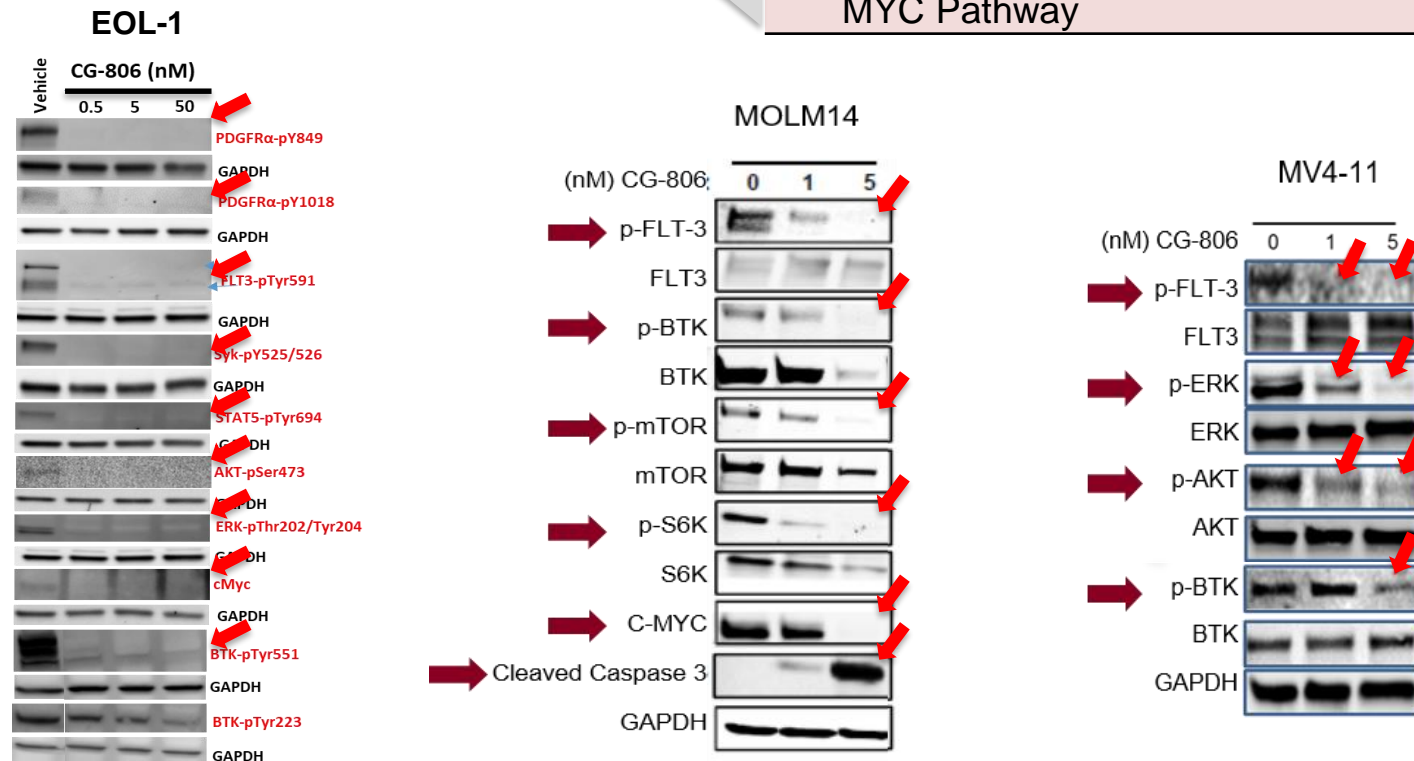 MYC Pathway
EOL-1
Vehicle
CG-806 (nM)
0.5 5 50
PDGFRα-pY849
GAPDH
PDGFRα-pY1018
GAPDH
FLT3-pTyr591
GAPDH
Syk-pY525/526
GAPDH
STAT5-pTyr694
GAPDH
AKT-pSer473
GAPDH
ERK-pThr202/Tyr204
GAPDH
cMyc
GAPDH
BTK-pTyr551
GAPDH
BTK-pTyr223
GAPDH
MOLM14
(nM) CG-806: 0 1 5
p-FLT-3
FLT3
p-BTK
BTK
p-mTOR
mTOR
p-S6K
S6K
C-MYC
Cleaved Caspase 3
GAPDH
MV4-11
(nM) CG-806 0 1 5
p-FLT-3
FLT3
p-ERK
ERK
p-AKT
AKT
p-BTK
BTK
GAPDH